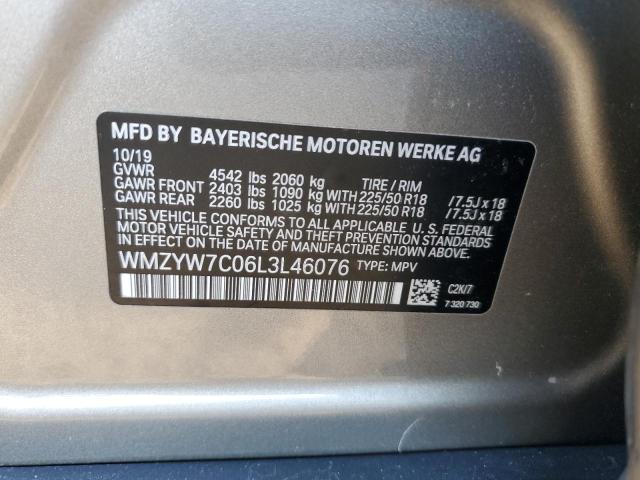 MFD BY BAYERISCHE MOTOREN WERKE AG
10/19
GVWR 4542 lbs 2060 kg TIRE / RIM
GAWR FRONT 2403 lbs 1090 kg WITH 225/50 R18 /7.5J x 18
GAWR REAR 2260 lbs 1025 kg WITH 225/50 R18 /7.5J x 18
THIS VEHICLE CONFORMS TO ALL APPLICABLE U.S. FEDERAL
MOTOR VEHICLE SAFETY, BUMPER, AND THEFT PREVENTION
STANDARDS IN EFFECT ON THE DATE OF MANUFACTURE SHOWN
ABOVE.
WMZYW7C06L3L46076 TYPE: MPV
C2K/7
7 320 730